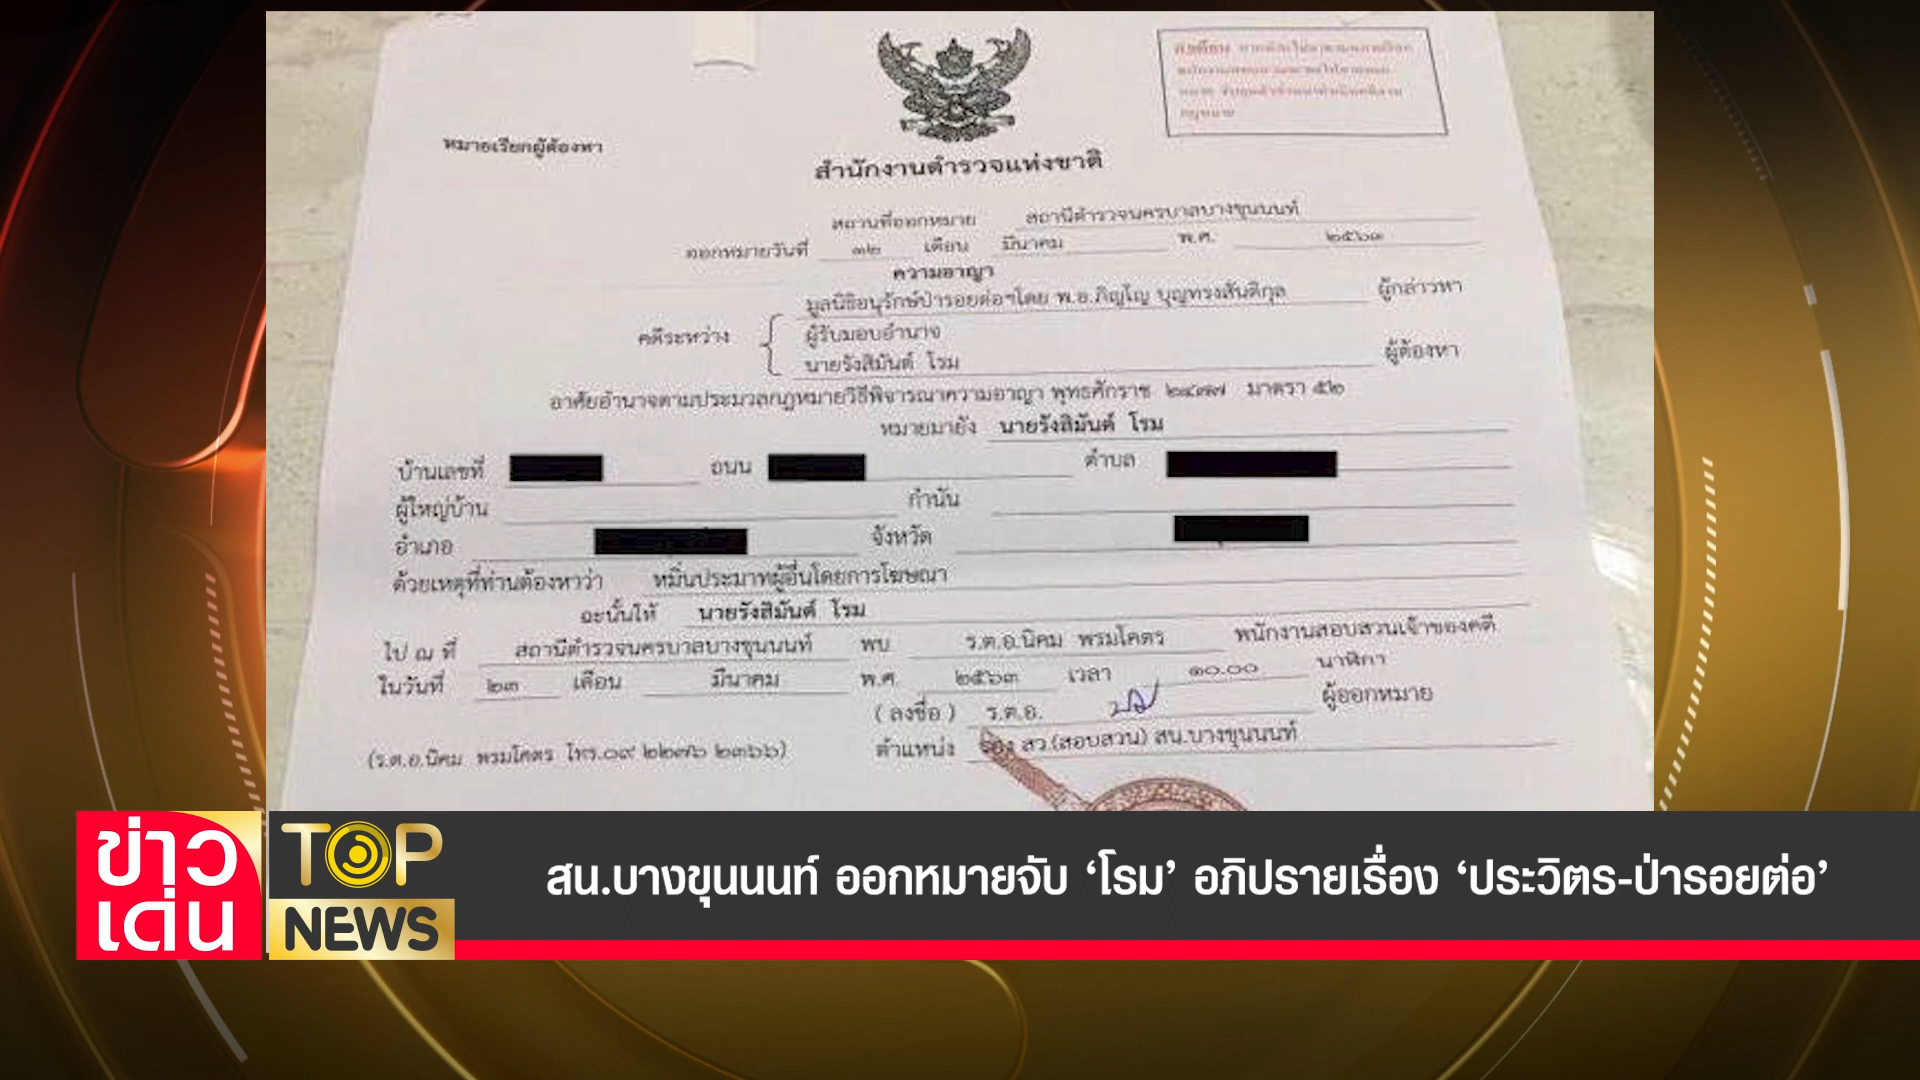 คำเตือน
หมายเรียกผู้ต้องหา
สำนักงานตำรวจแห่งชาติ
สถานที่ออกหมาย สถานีตำรวจนครบาลบางขุนนนท์
ออกหมายวันที่ ๑๒ เดือน มีนาคม พ.ศ. ๒๕๖๓
ความอาญา
มูลนิธิอนุรักษ์ป่ารอยต่อฯโดย พ.อ.ภิญโญ บุญทรงสันติกุล ผู้กล่าวหา
คดีระหว่าง { ผู้รับมอบอำนาจ
นายรังสิมันต์ โรม ผู้ต้องหา
อาศัยอำนาจตามประมวลกฎหมายวิธีพิจารณาความอาญา พุทธศักราช ๒๔๗๗ มาตรา ๕๒
หมายมายัง นายรังสิมันต์ โรม
บ้านเลขที่ ถนน ตำบล
ผู้ใหญ่บ้าน กำนัน
อำเภอ จังหวัด
ด้วยเหตุที่ท่านต้องหาว่า หมิ่นประมาทผู้อื่นโดยการโฆษณา
ฉะนั้นให้ นายรังสิมันต์ โรม
ไป ณ ที่ สถานีตำรวจนครบาลบางขุนนนท์ พบ ร.ต.อ.นิคม พรมโคตร พนักงานสอบสวนเจ้าของคดี
ในวันที่ ๒๓ เดือน มีนาคม พ.ศ. ๒๕๖๓ เวลา ๑๐.๐๐ นาฬิกา
( ลงชื่อ ) ร.ต.อ. ผู้ออกหมาย
(ร.ต.อ.นิคม พรมโคตร โทร.๐๙ ๒๒๗๖ ๒๓๖๖) ตำแหน่ง รอง สว.(สอบสวน) สน.บางขุนนนท์
ข่าวเด่น
TOP NEWS
สน.บางขุนนนท์ ออกหมายจับ ‘โรม’ อภิปรายเรื่อง ‘ประวิตร-ป่ารอยต่อ’